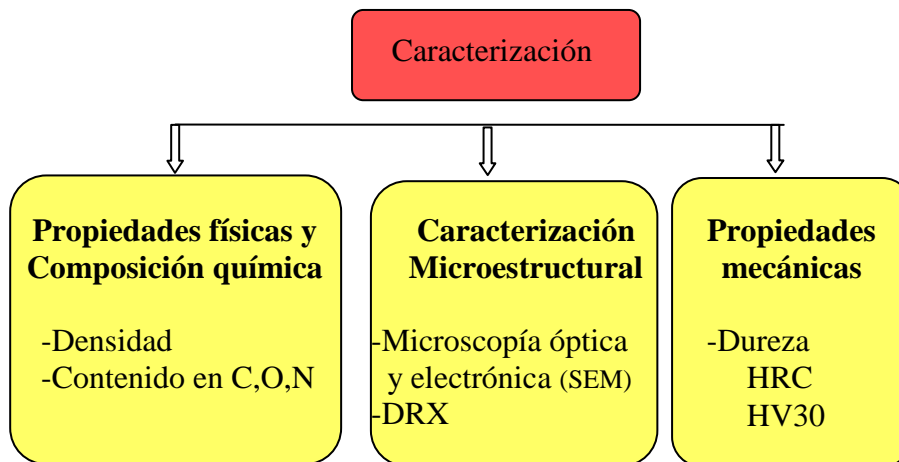 Caracterización
Propiedades físicas y
Composición química
-Densidad
-Contenido en C,O,N
Caracterización
Microestructural
-Microscopía óptica
y electrónica (SEM)
-DRX
Propiedades
mecánicas
-Dureza
HRC
HV30